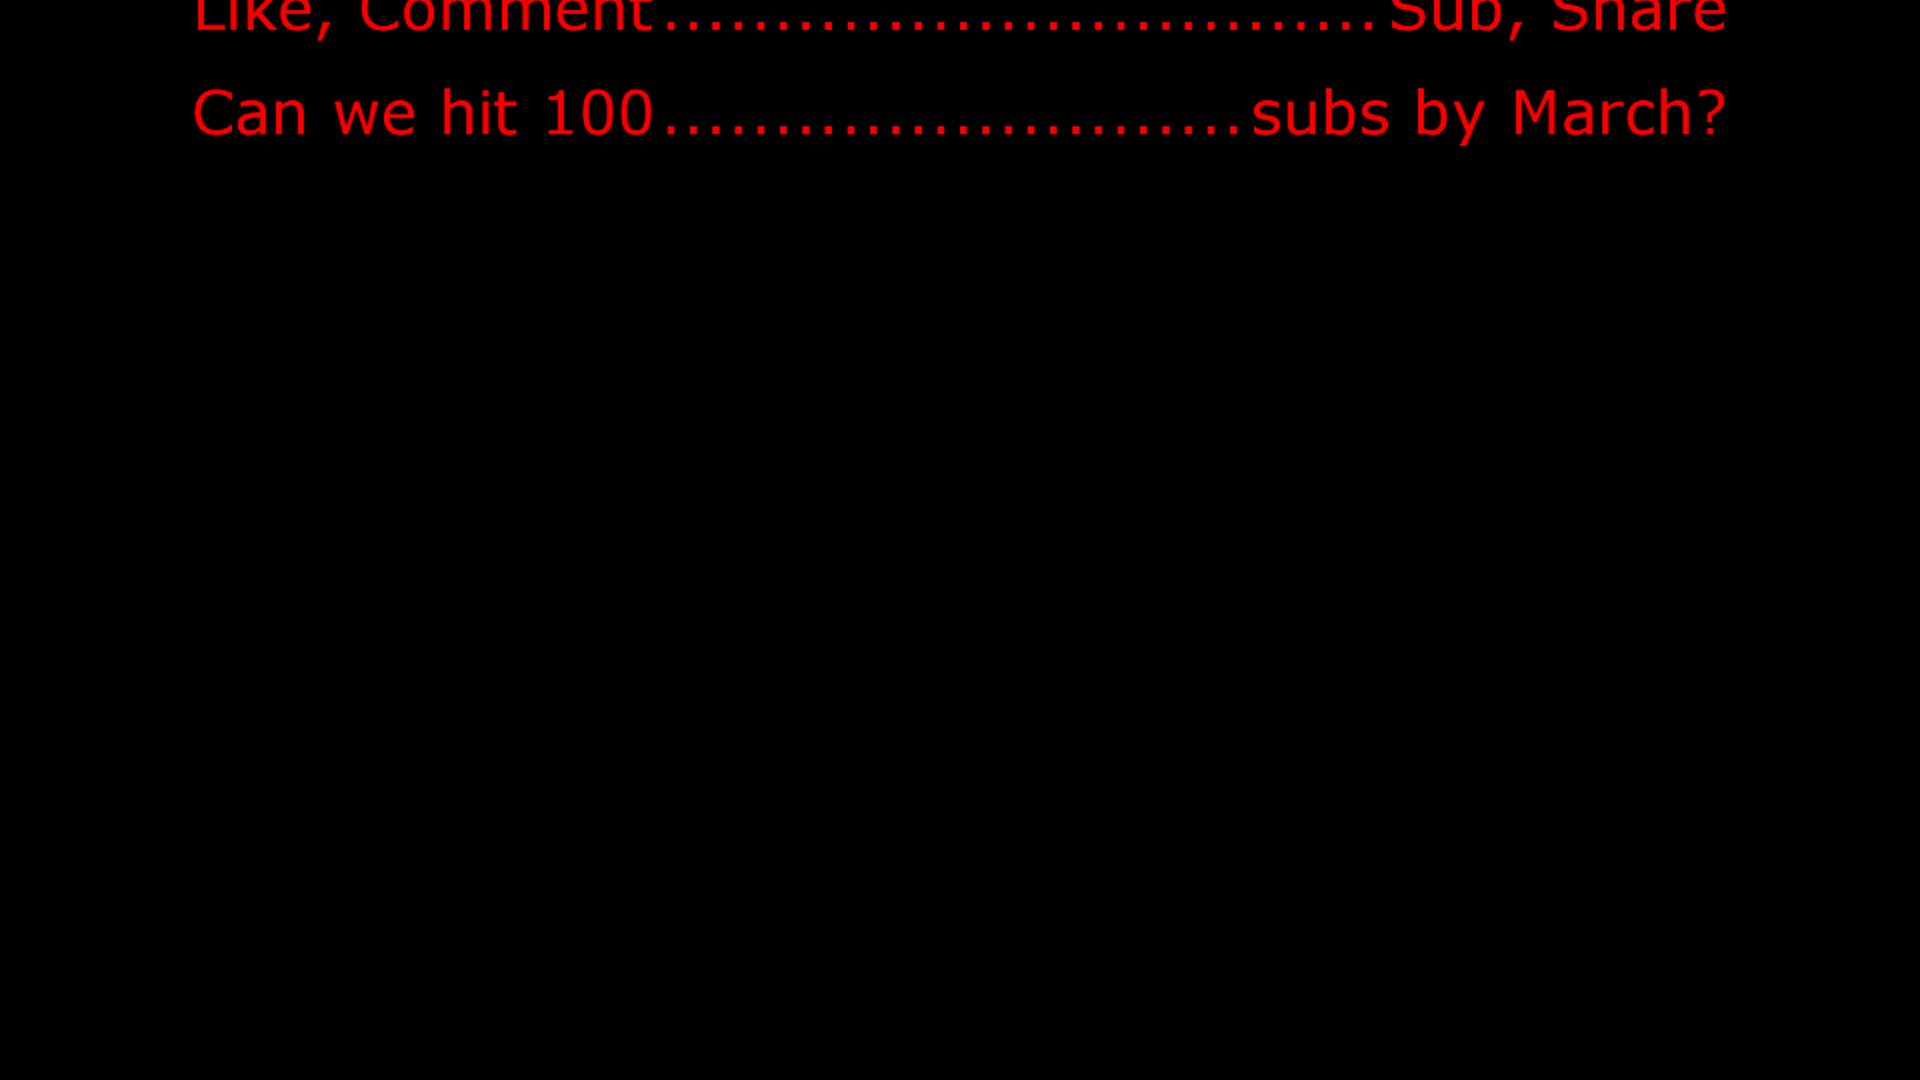 Like, Comment................................Sub, Share
Can we hit 100..........................subs by March?